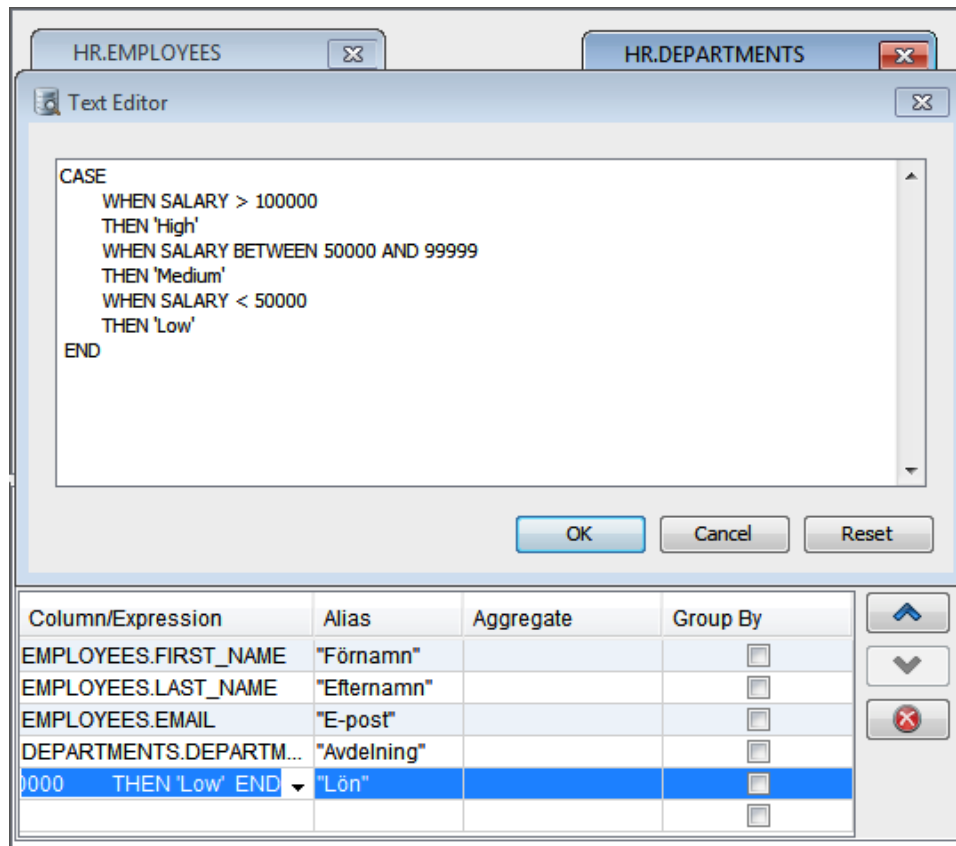 HR.EMPLOYEES
HR.DEPARTMENTS
Text Editor
CASE
WHEN SALARY > 100000
THEN 'High'
WHEN SALARY BETWEEN 50000 AND 99999
THEN 'Medium'
WHEN SALARY < 50000
THEN 'Low'
END
OK Cancel Reset
Column/Expression Alias Aggregate Group By
EMPLOYEES.FIRST_NAME "Förnamn"
EMPLOYEES.LAST_NAME "Efternamn"
EMPLOYEES.EMAIL "E-post"
DEPARTMENTS.DEPARTM... "Avdelning"
0000 THEN 'Low' END "Lön"